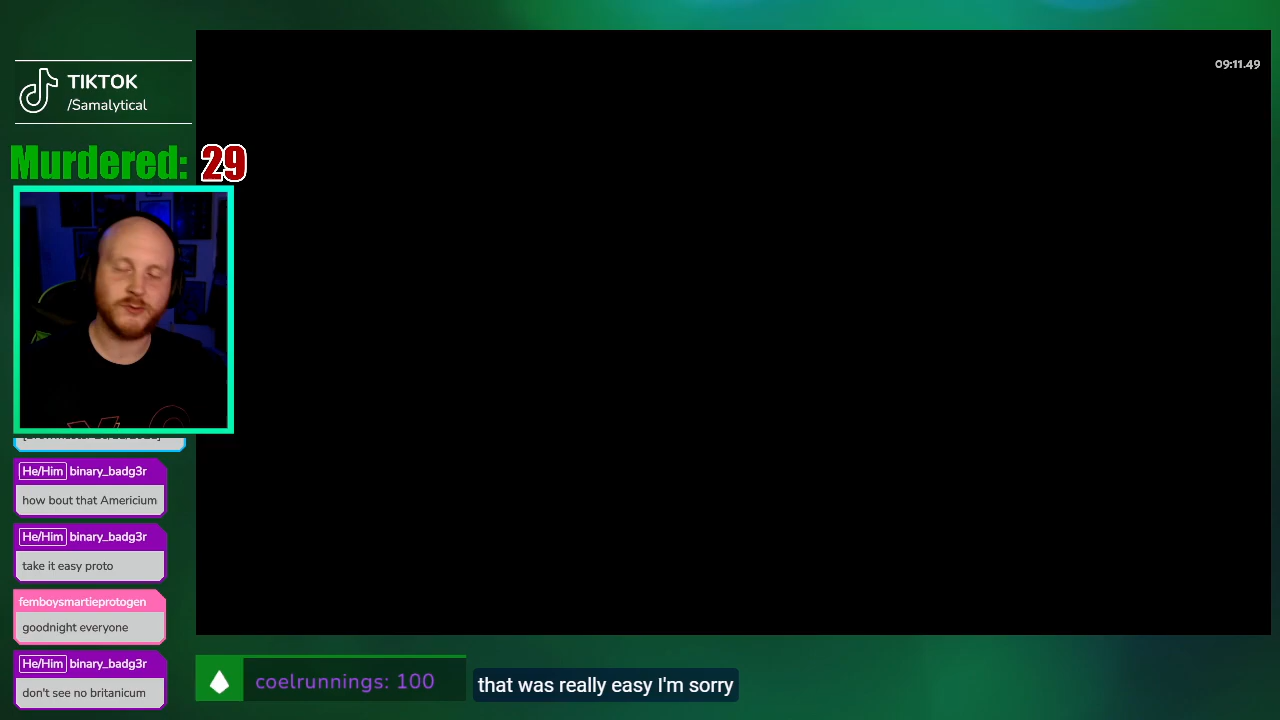 TIKTOK
/Samalytical
09:11.49
Murdered: 29
He/Him binary_badg3r
how bout that Americium
He/Him binary_badg3r
take it easy proto
femboysmartieprotogen
goodnight everyone
He/Him binary_badg3r
don't see no britanicum
coelrunnings: 100
that was really easy I'm sorry